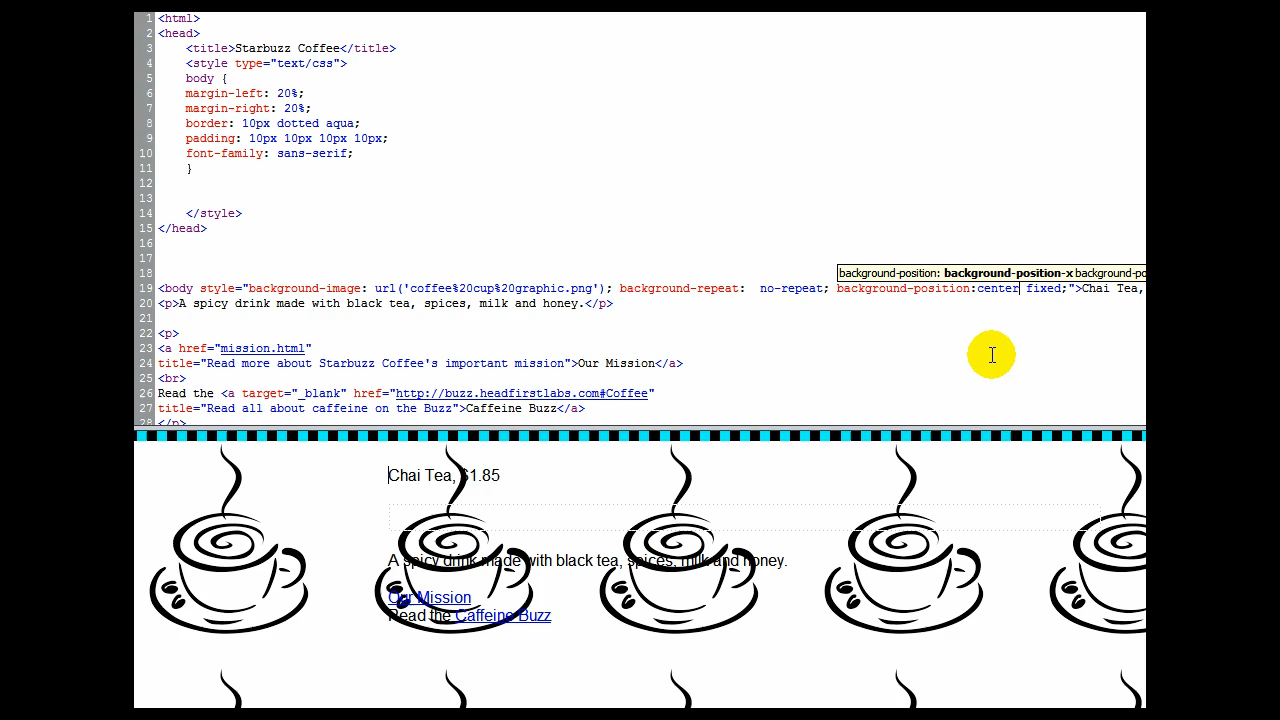 1 <html>
2 <head>
3 <title>Starbuzz Coffee</title>
4 <style type="text/css">
5 body {
6 margin-left: 20%;
7 margin-right: 20%;
8 border: 10px dotted aqua;
9 padding: 10px 10px 10px 10px;
10 font-family: sans-serif;
11 }
12
13
14 </style>
15 </head>
16
17
18
background-position: background-position-x background-po
19 <body style="background-image: url('coffee%20cup%20graphic.png'); background-repeat:  no-repeat; background-position:center fixed;">Chai Tea,
20 <p>A spicy drink made with black tea, spices, milk and honey.</p>
21
22 <p>
23 <a href="mission.html"
24 title="Read more about Starbuzz Coffee's important mission">Our Mission</a>
25 <br>
26 Read the <a target="_blank" href="http://buzz.headfirstlabs.com#Coffee"
27 title="Read all about caffeine on the Buzz">Caffeine Buzz</a>
28 </p>
Chai Tea, $1.85
A spicy drink made with black tea, spices, milk and honey.
Our Mission
Read the Caffeine Buzz